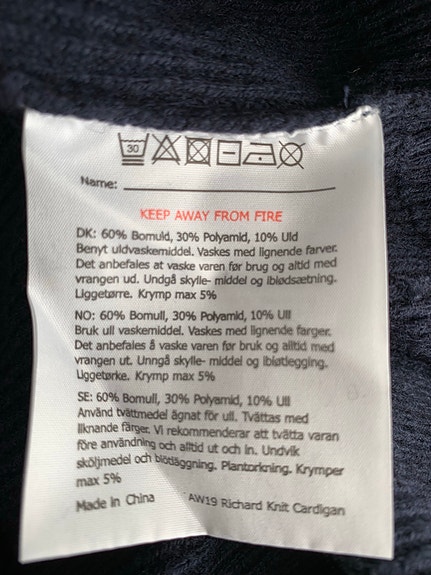 30
Name:
KEEP AWAY FROM FIRE
DK: 60% Bomuld, 30% Polyamid, 10% Uld
Benyt uldvaskemiddel. Vaskes med lignende farver.
Det anbefales at vaske varen før brug og altid med
vrangen ud. Undgå skylle- middel og iblødsætning.
Liggetørre. Krymp max 5%
NO: 60% Bomull, 30% Polyamid, 10% Ull
Bruk ull vaskemiddel. Vaskes med lignende farger.
Det anbefales å vaske varen før bruk og alltid med
vrangen ut. Unngå skylle- middel og ibløtlegging.
Liggetørke. Krymp max 5%
SE: 60% Bomull, 30% Polyamid, 10% Ull
Använd tvättmedel ägnat för ull. Tvättas med
liknande färger. Vi rekommenderar att tvätta varan
före användning och alltid ut och in. Undvik
sköljmedel och blötläggning. Plantorkning. Krymper
max 5%
Made in China AW19 Richard Knit Cardigan